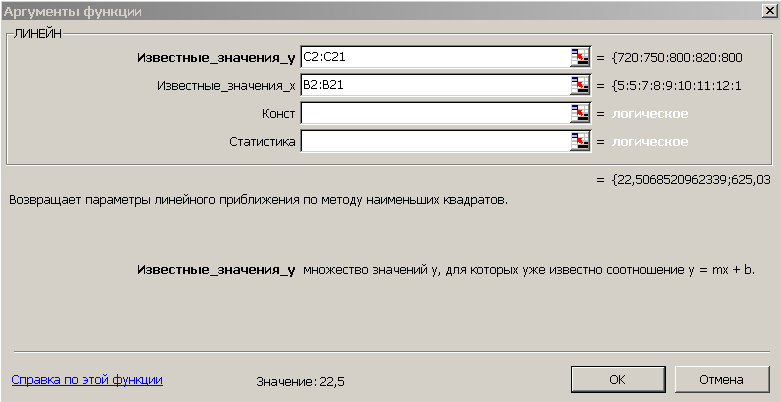 Аргументы функции
ЛИНЕЙН
Известные_значения_y C2:C21 = {720:750:800:820:800
Известные_значения_x B2:B21 = {5:5:7:8:9:10:11:12:1
Конст = логическое
Статистика = логическое
= {22,5068520962339;625,03
Возвращает параметры линейного приближения по методу наименьших квадратов.
Известные_значения_y множество значений y, для которых уже известно соотношение y = mx + b.
Справка по этой функции Значение: 22,5 OK Отмена